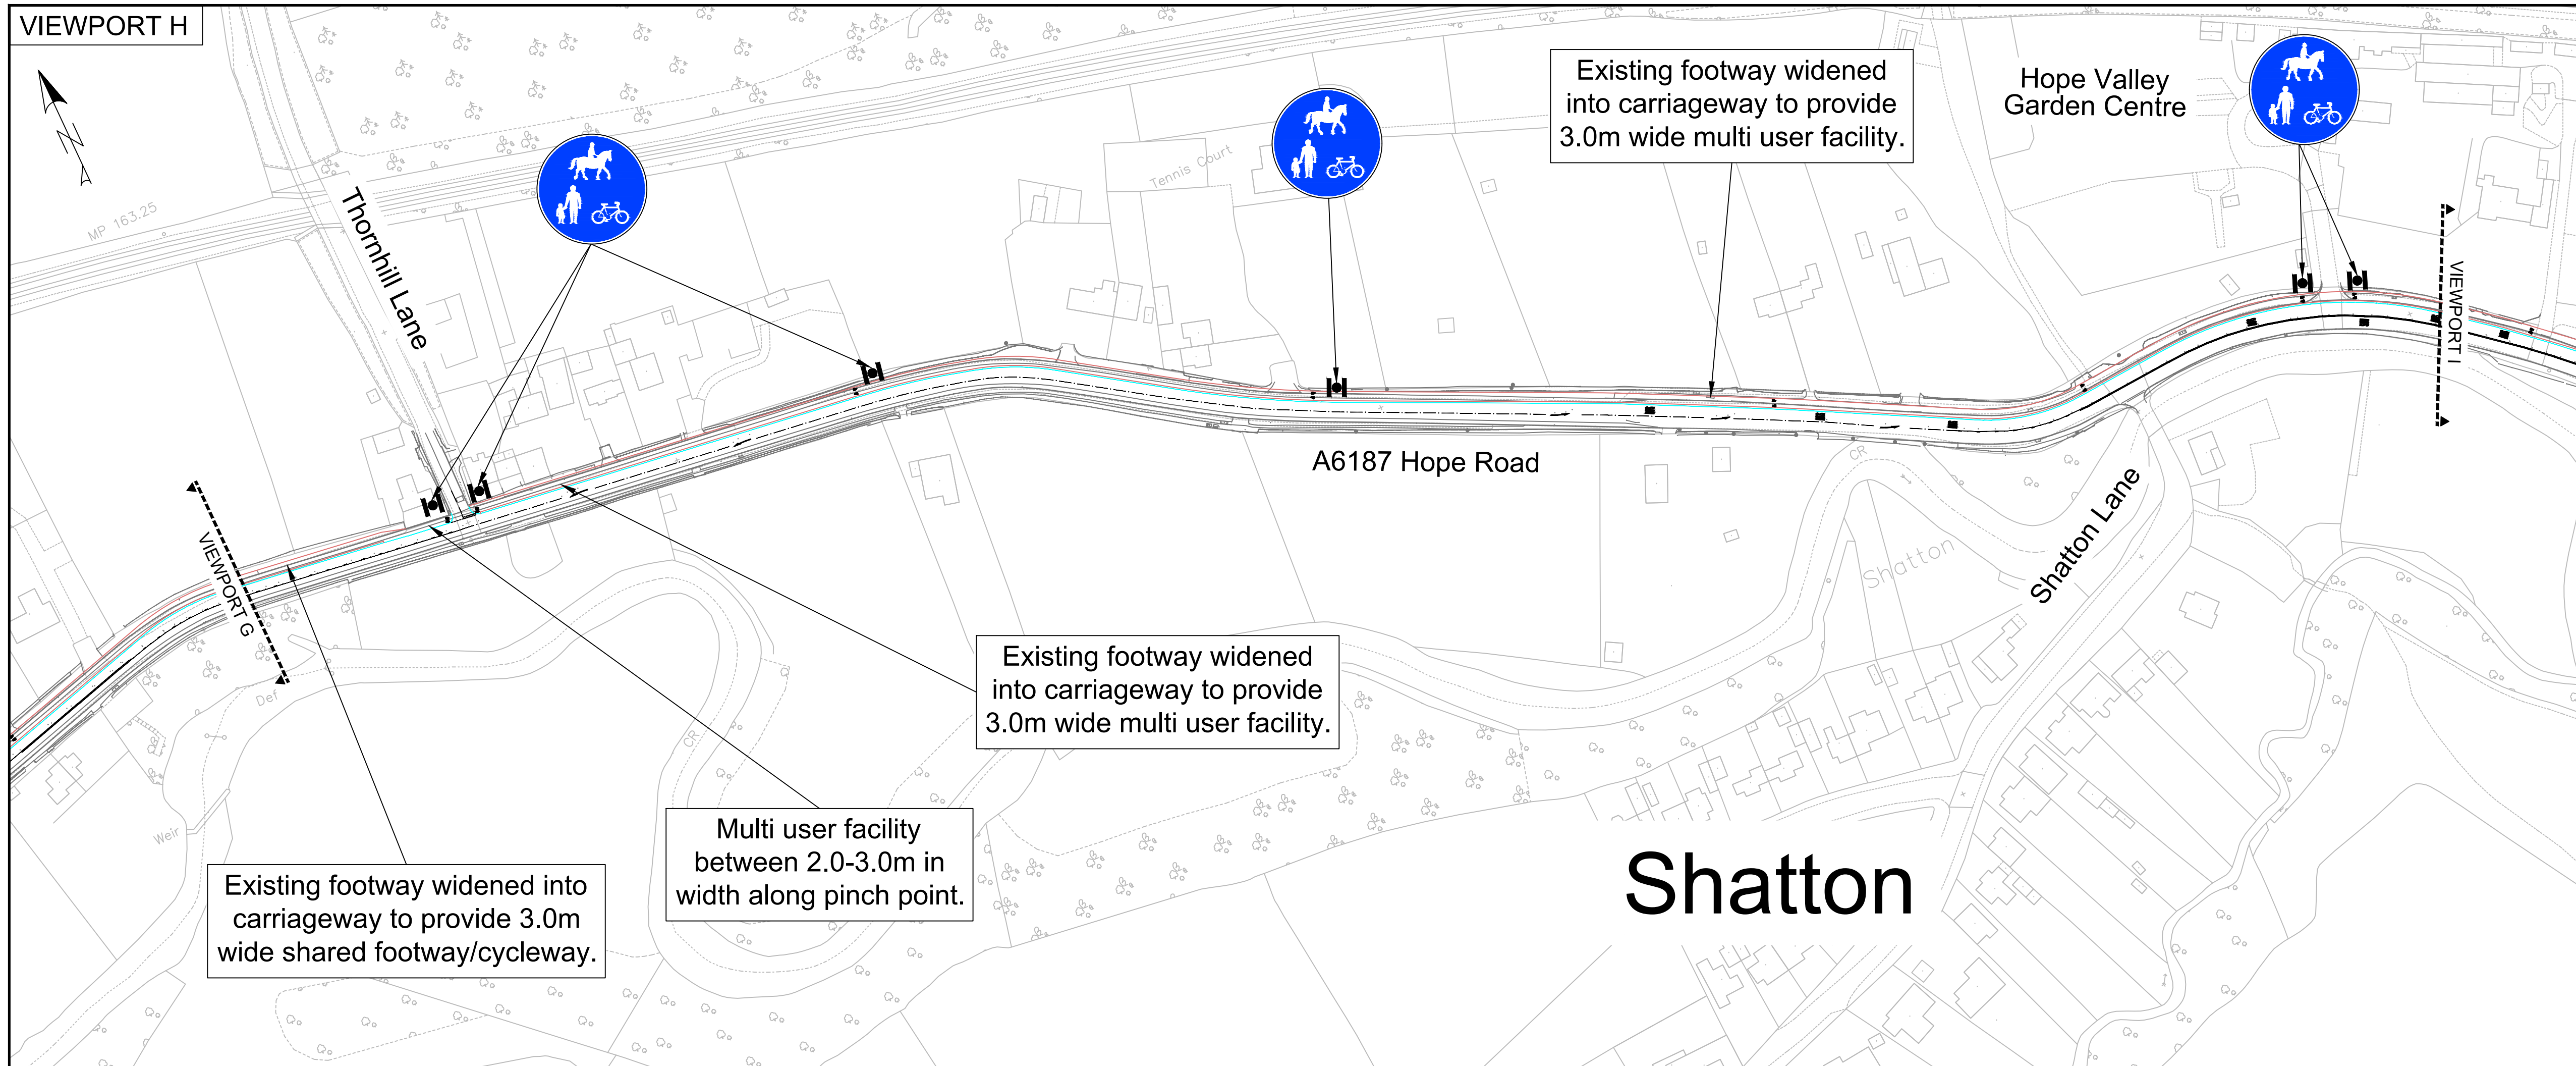 VIEWPORT H
Existing footway widened
into carriageway to provide
3.0m wide multi user facility.
Hope Valley
Garden Centre
Tennis Court
MP 163.25
Thornhill Lane
VIEWPORT I
A6187 Hope Road
CR
Shatton
Shatton Lane
VIEWPORT G
Def
CR
Weir
Existing footway widened
into carriageway to provide
3.0m wide multi user facility.
Multi user facility
between 2.0-3.0m in
width along pinch point.
Existing footway widened into
carriageway to provide 3.0m
wide shared footway/cycleway.
Shatton